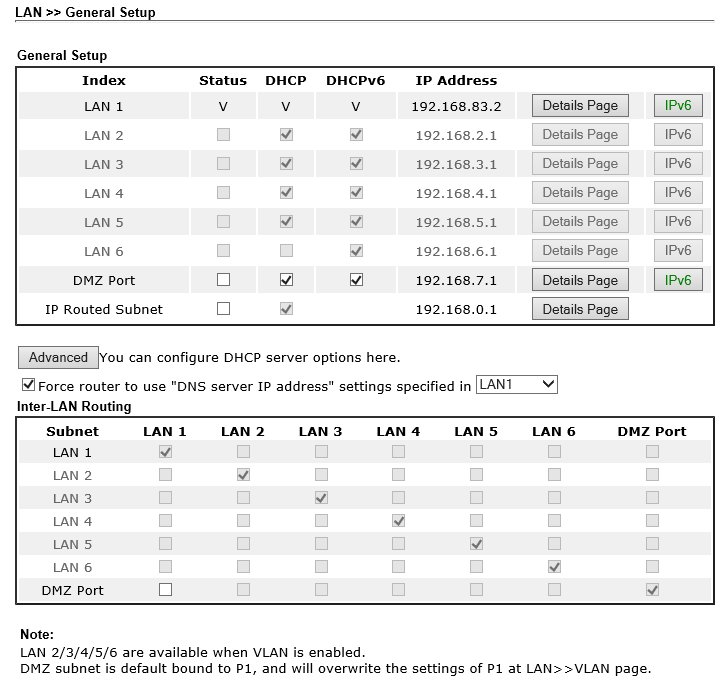 LAN >> General Setup
General Setup
Index Status DHCP DHCPv6 IP Address
LAN 1 V V V 192.168.83.2 Details Page IPv6
LAN 2 192.168.2.1 Details Page IPv6
LAN 3 192.168.3.1 Details Page IPv6
LAN 4 192.168.4.1 Details Page IPv6
LAN 5 192.168.5.1 Details Page IPv6
LAN 6 192.168.6.1 Details Page IPv6
DMZ Port 192.168.7.1 Details Page IPv6
IP Routed Subnet 192.168.0.1 Details Page
Advanced You can configure DHCP server options here.
Force router to use "DNS server IP address" settings specified in LAN1
Inter-LAN Routing
Subnet LAN 1 LAN 2 LAN 3 LAN 4 LAN 5 LAN 6 DMZ Port
LAN 1
LAN 2
LAN 3
LAN 4
LAN 5
LAN 6
DMZ Port
Note:
LAN 2/3/4/5/6 are available when VLAN is enabled.
DMZ subnet is default bound to P1, and will overwrite the settings of P1 at LAN>>VLAN page.